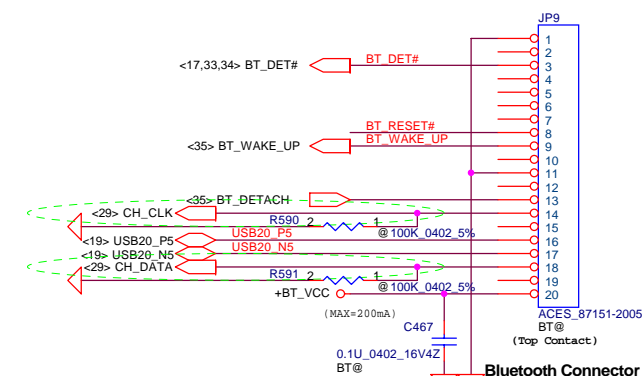 JP9
1
2
<17,33,34> BT_DET# BT_DET# 3
4
5
6
7
BT_RESET# 8
<35> BT_WAKE_UP BT_WAKE_UP 9
10
11
12
<35> BT_DETACH 13
<29> CH_CLK 14
R590 2 1 15
@100K_0402_5%
<19> USB20_P5 USB20_P5 16
<19> USB20_N5 USB20_N5 17
<29> CH_DATA 18
R591 2 1 19
@100K_0402_5%
+BT_VCC 20
(MAX=200mA)
ACES_87151-2005
BT@
(Top Contact)
C467
0.1U_0402_16V4Z
BT@
Bluetooth Connector